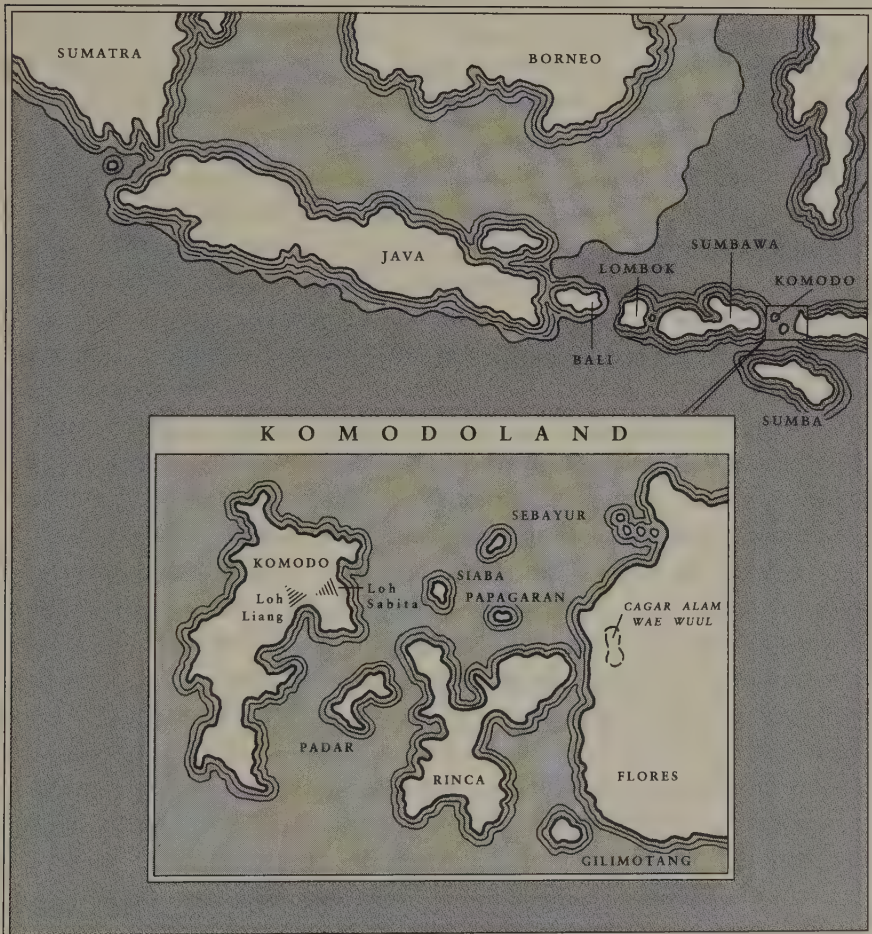 SUMATRA
BORNEO
JAVA
SUMBAWA
LOMBOK
KOMODO
BALI
SUMBA
KOMODOLAND
SEBAYUR
KOMODO
SIABA
Loh
Sabita
Loh
Liang
PAPAGARAN
CAGAR ALAM
WAE WUUL
PADAR
RINCA
FLORES
GILIMOTANG